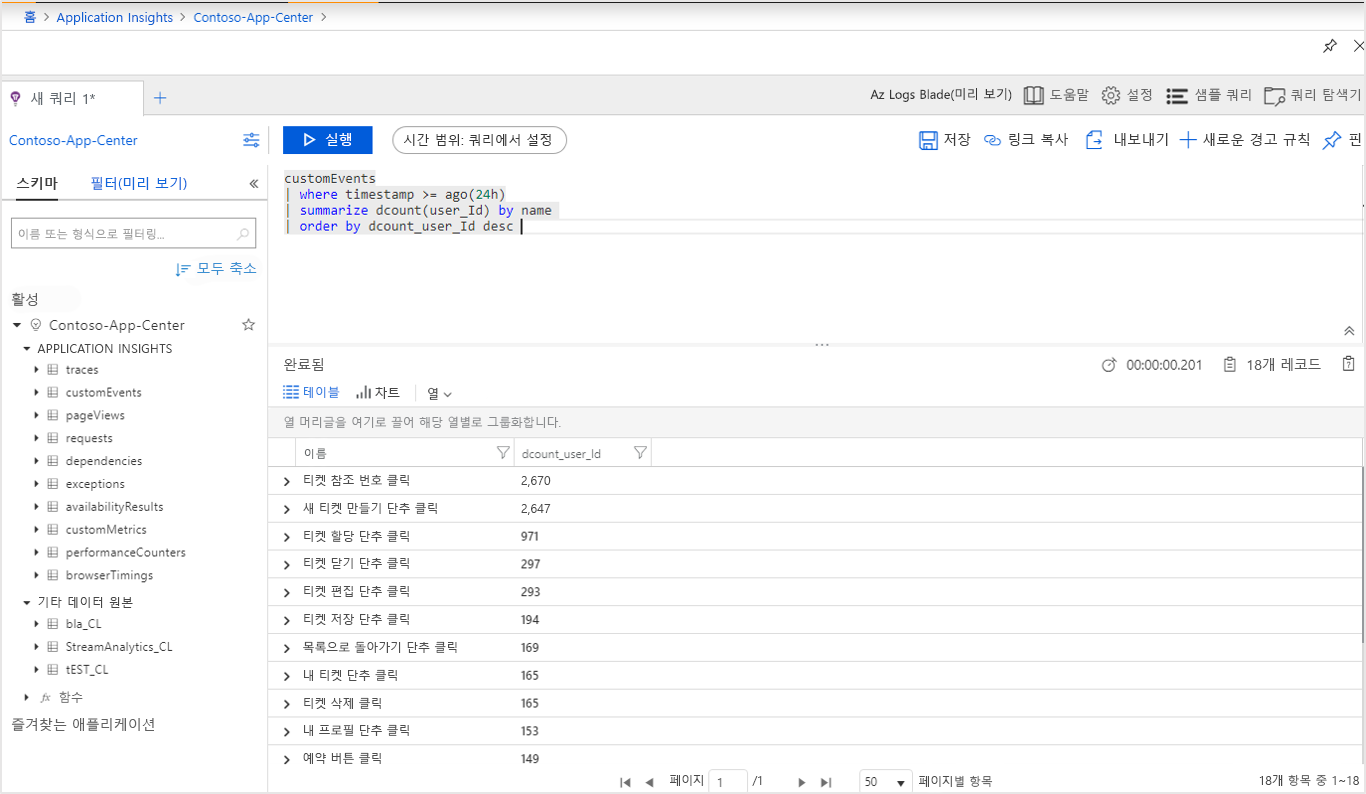 홈 > Application Insights > Contoso-App-Center >
새 쿼리 1*
Az Logs Blade(미리 보기) 도움말 설정 샘플 쿼리 쿼리 탐색기
Contoso-App-Center
실행 시간 범위: 쿼리에서 설정
저장 링크 복사 내보내기 새로운 경고 규칙 핀
스키마 필터(미리 보기)
이름 또는 형식으로 필터링...
모두 축소
활성
Contoso-App-Center
APPLICATION INSIGHTS
traces
customEvents
pageViews
requests
dependencies
exceptions
availabilityResults
customMetrics
performanceCounters
browserTimings
기타 데이터 원본
bla_CL
StreamAnalytics_CL
tEST_CL
fx 함수
즐겨찾는 애플리케이션
customEvents
| where timestamp >= ago(24h)
| summarize dcount(user_Id) by name
| order by dcount_user_Id desc
완료됨 00:00:00.201 18개 레코드
테이블 차트 열
열 머리글을 여기로 끌어 해당 열별로 그룹화합니다.
이름 dcount_user_Id
티켓 참조 번호 클릭 2,670
새 티켓 만들기 단추 클릭 2,647
티켓 할당 단추 클릭 971
티켓 닫기 단추 클릭 297
티켓 편집 단추 클릭 293
티켓 저장 단추 클릭 194
목록으로 돌아가기 단추 클릭 169
내 티켓 단추 클릭 165
티켓 삭제 클릭 165
내 프로필 단추 클릭 153
예약 버튼 클릭 149
페이지 1 /1 50 페이지별 항목 18개 항목 중 1~18